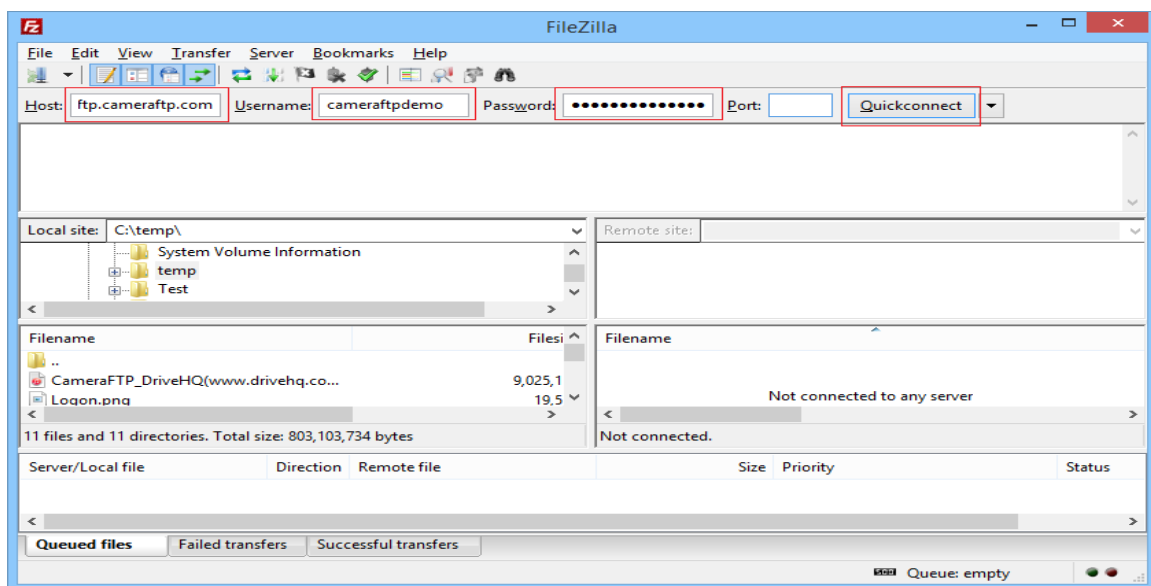 Fz FileZilla
File Edit View Transfer Server Bookmarks Help
Host: ftp.cameraftp.com Username: cameraftpdemo Password: ●●●●●●●●●●●●●● Port: Quickconnect
Local site: C:\temp\ Remote site:
System Volume Information
temp
Test
Filename Filesi Filename
..
CameraFTP_DriveHQ(www.drivehq.co... 9,025,1
Logon.png 19,5 Not connected to any server
11 files and 11 directories. Total size: 803,103,734 bytes Not connected.
Server/Local file Direction Remote file Size Priority Status
Queued files Failed transfers Successful transfers
Queue: empty